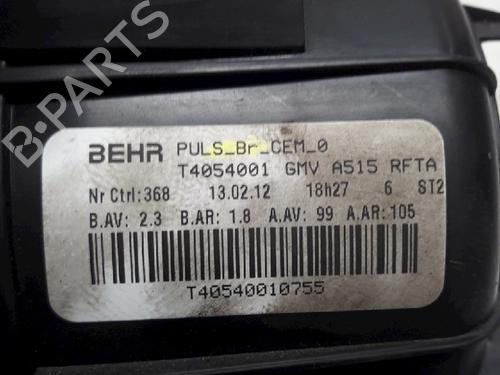 BEHR PULS_Br_CEM_0
T4054001 GMV A515 RFTA
Nr Ctrl:368 13.02.12 18h27 6 ST2
B.AV: 2.3 B.AR: 1.8 A.AV: 99 A.AR: 105
T40540010755
B-PARTS